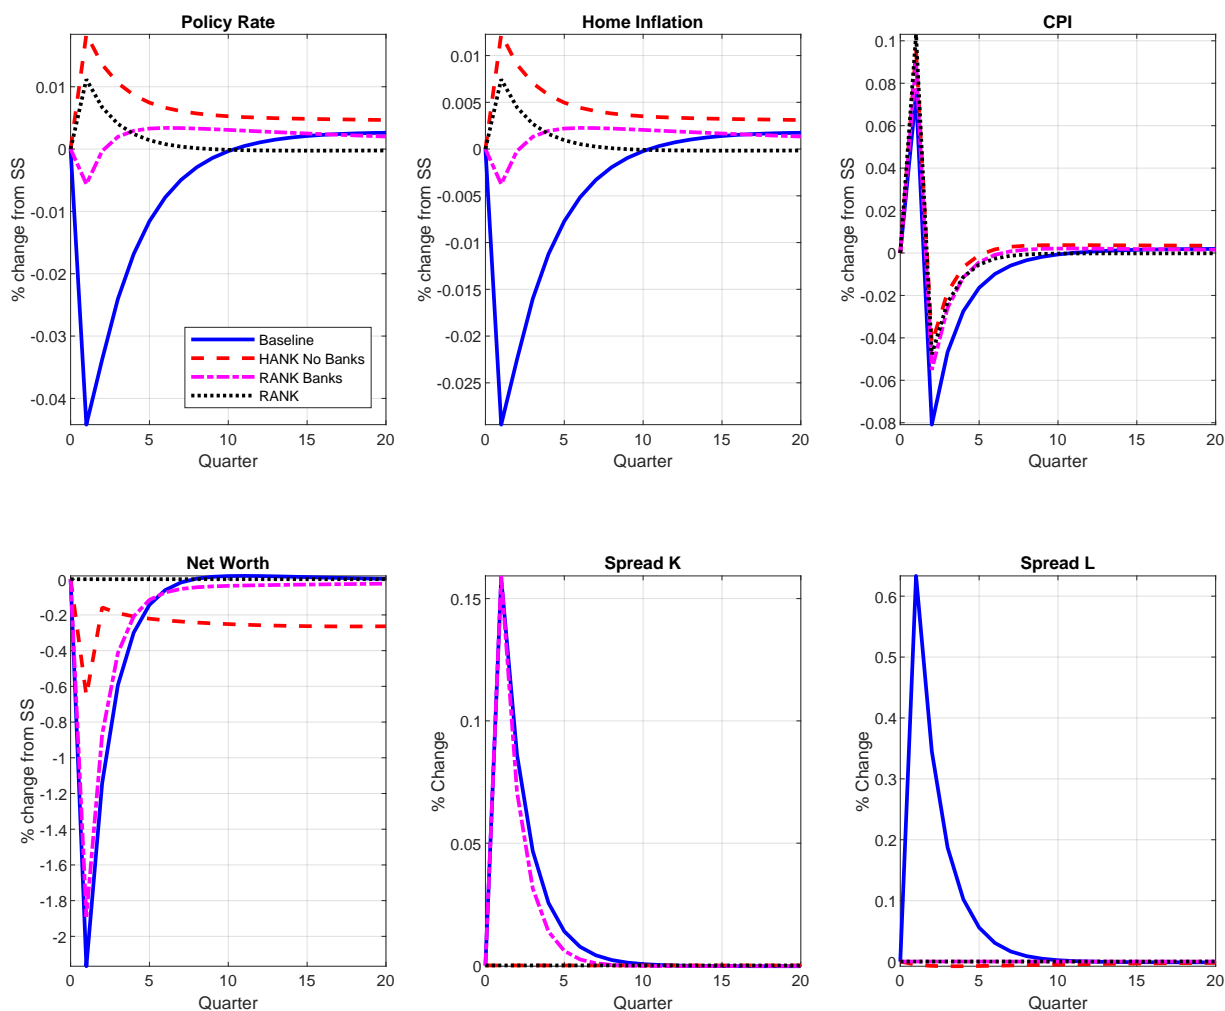 Policy Rate
0.01
0
-0.01
-0.02
-0.03
-0.04
% change from SS
Baseline
HANK No Banks
RANK Banks
RANK
0 5 10 15 20
Quarter
Home Inflation
0.01
0.005
0
-0.005
-0.01
-0.015
-0.02
-0.025
% change from SS
0 5 10 15 20
Quarter
CPI
0.1
0.08
0.06
0.04
0.02
0
-0.02
-0.04
-0.06
-0.08
% change from SS
0 5 10 15 20
Quarter
Net Worth
0
-0.2
-0.4
-0.6
-0.8
-1
-1.2
-1.4
-1.6
-1.8
-2
% change from SS
0 5 10 15 20
Quarter
Spread K
0.15
0.1
0.05
0
% Change
0 5 10 15 20
Quarter
Spread L
0.6
0.5
0.4
0.3
0.2
0.1
0
% Change
0 5 10 15 20
Quarter